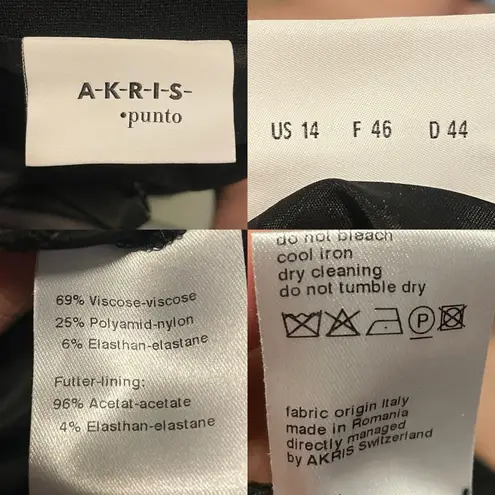 A-K-R-I-S-
•punto
US 14 F 46 D 44
69% Viscose-viscose
25% Polyamid-nylon
6% Elasthan-elastane
Futter-lining:
96% Acetat-acetate
4% Elasthan-elastane
do not bleach
cool iron
dry cleaning
do not tumble dry
P
fabric origin Italy
made in Romania
directly managed
by AKRIS Switzerland